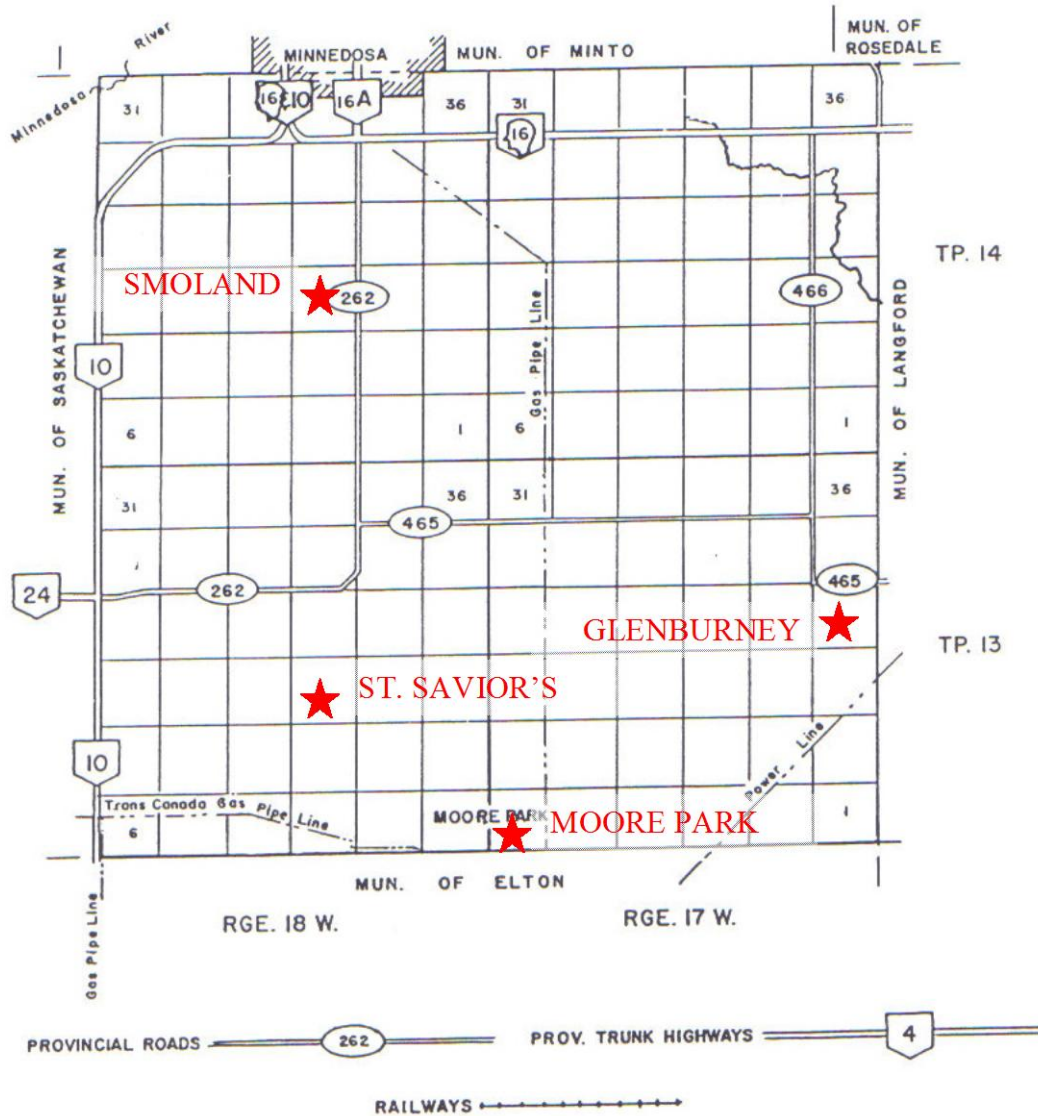 MUN. OF
ROSEDALE
MINNEDOSA
MUN. OF MINTO
Minnedosa River
31
16
10
16A
36
31
36
16
TP. 14
SMOLAND
262
466
MUN. OF SASKATCHEWAN
10
Gas Pipe Line
MUN. OF LANGFORD
6
1
6
1
31
36
31
36
465
24
262
465
GLENBURNEY
TP. 13
ST. SAVIOR'S
10
Power Line
Trans Canada Gas Pipe Line
6
MOORE PARK
MOORE PARK
1
MUN. OF ELTON
Gas Pipe Line
RGE. 18 W.
RGE. 17 W.
PROVINCIAL ROADS
262
PROV. TRUNK HIGHWAYS
4
RAILWAYS